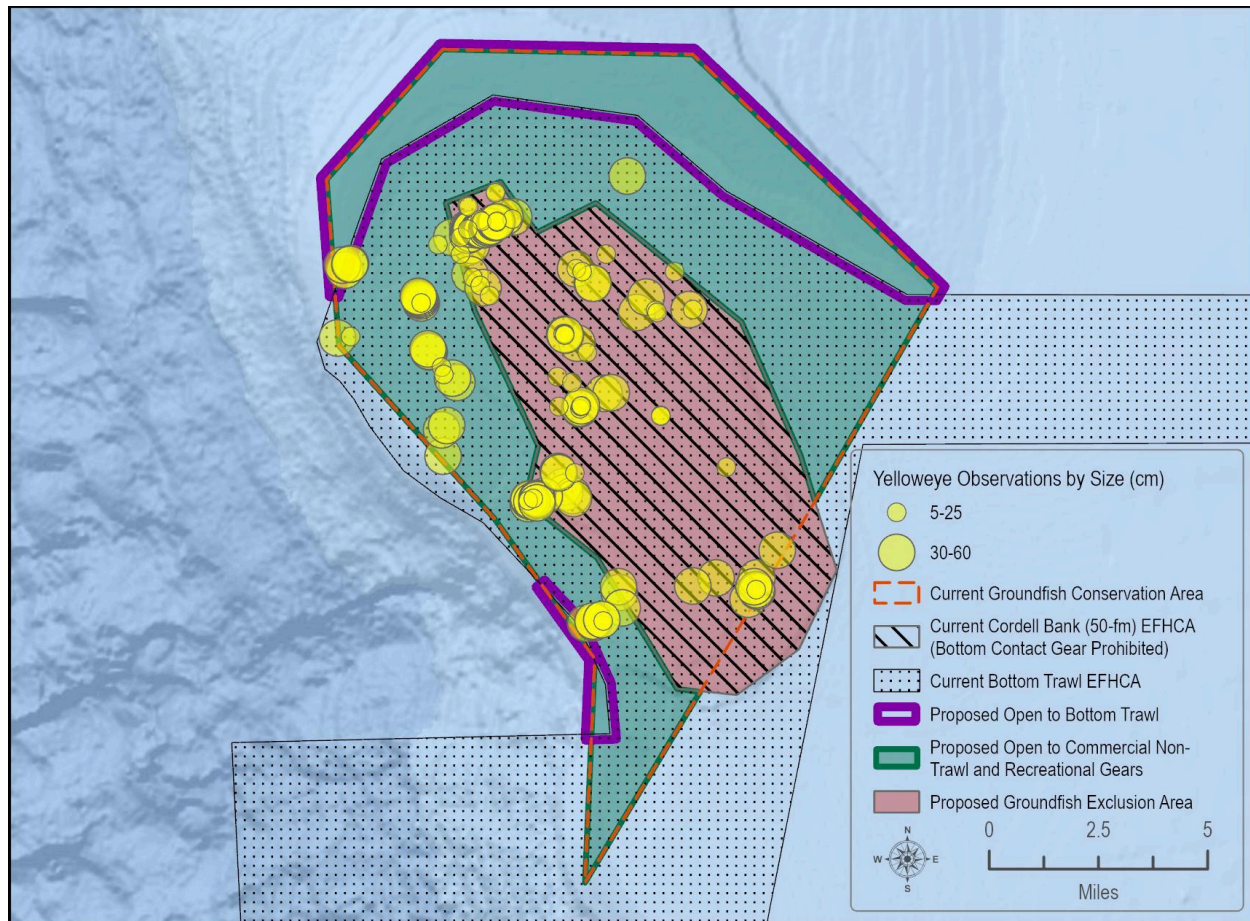 Yelloweye Observations by Size (cm)
5-25
30-60
Current Groundfish Conservation Area
Current Cordell Bank (50-fm) EFHCA
(Bottom Contact Gear Prohibited)
Current Bottom Trawl EFHCA
Proposed Open to Bottom Trawl
Proposed Open to Commercial Non-
Trawl and Recreational Gears
Proposed Groundfish Exclusion Area
N
W E
S
0 2.5 5
Miles